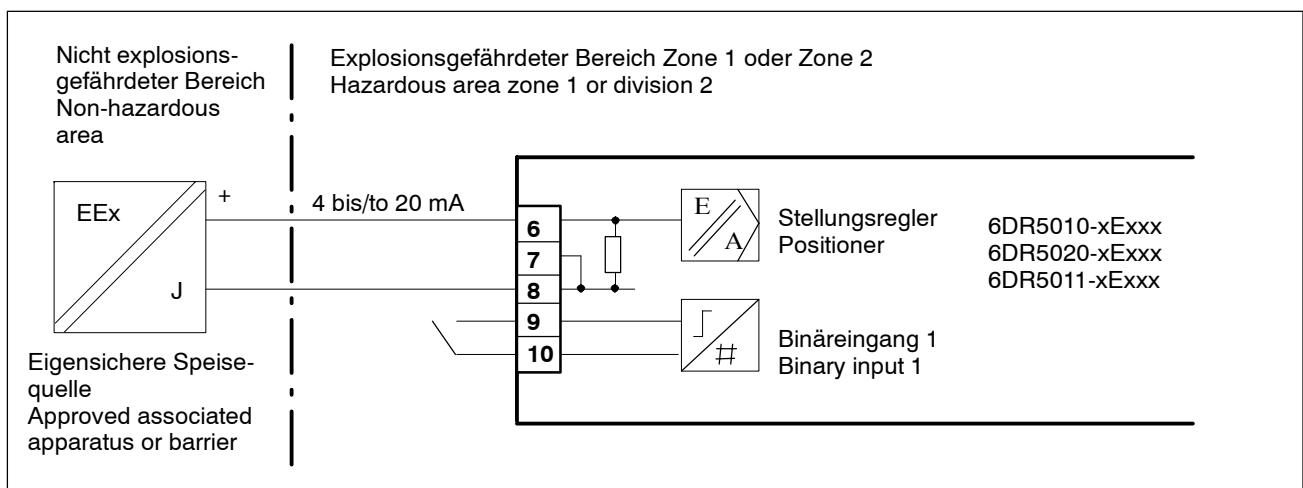 Nicht explosions-
gefährdeter Bereich
Non-hazardous
area
Explosionsgefährdeter Bereich Zone 1 oder Zone 2
Hazardous area zone 1 or division 2
EEx
+
J
4 bis/to 20 mA
6
7
8
9
10
E
A
Stellungsregler
Positioner
6DR5010-xExxx
6DR5020-xExxx
6DR5011-xExxx
#
Binäreingang 1
Binary input 1
Eigensichere Speise-
quelle
Approved associated
apparatus or barrier